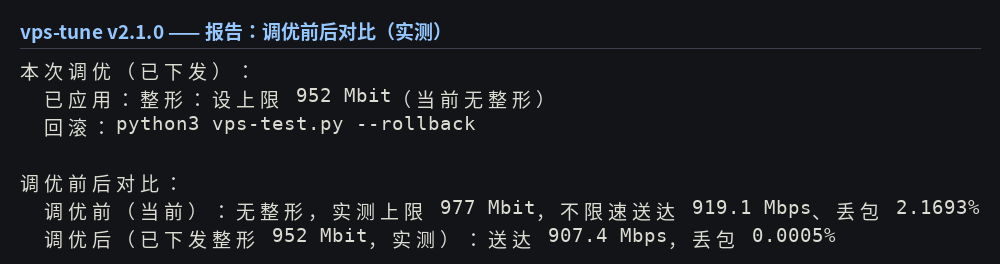 vps-tune v2.1.0 —— 报告：调优前后对比（实测）
本次调优（已下发）：
已应用：整形：设上限 952 Mbit（当前无整形）
回滚：python3 vps-test.py --rollback
调优前后对比：
调优前（当前）：无整形，实测上限 977 Mbit，不限速送达 919.1 Mbps、丢包 2.1693%
调优后（已下发整形 952 Mbit，实测）：送达 907.4 Mbps，丢包 0.0005%